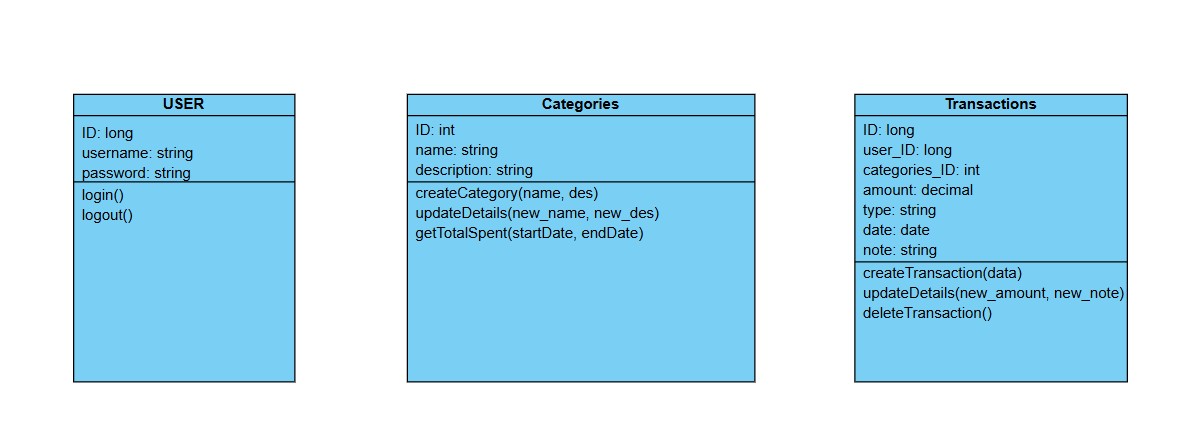 USER
ID: long
username: string
password: string
login()
logout()
Categories
ID: int
name: string
description: string
createCategory(name, des)
updateDetails(new_name, new_des)
getTotalSpent(startDate, endDate)
Transactions
ID: long
user_ID: long
categories_ID: int
amount: decimal
type: string
date: date
note: string
createTransaction(data)
updateDetails(new_amount, new_note)
deleteTransaction()